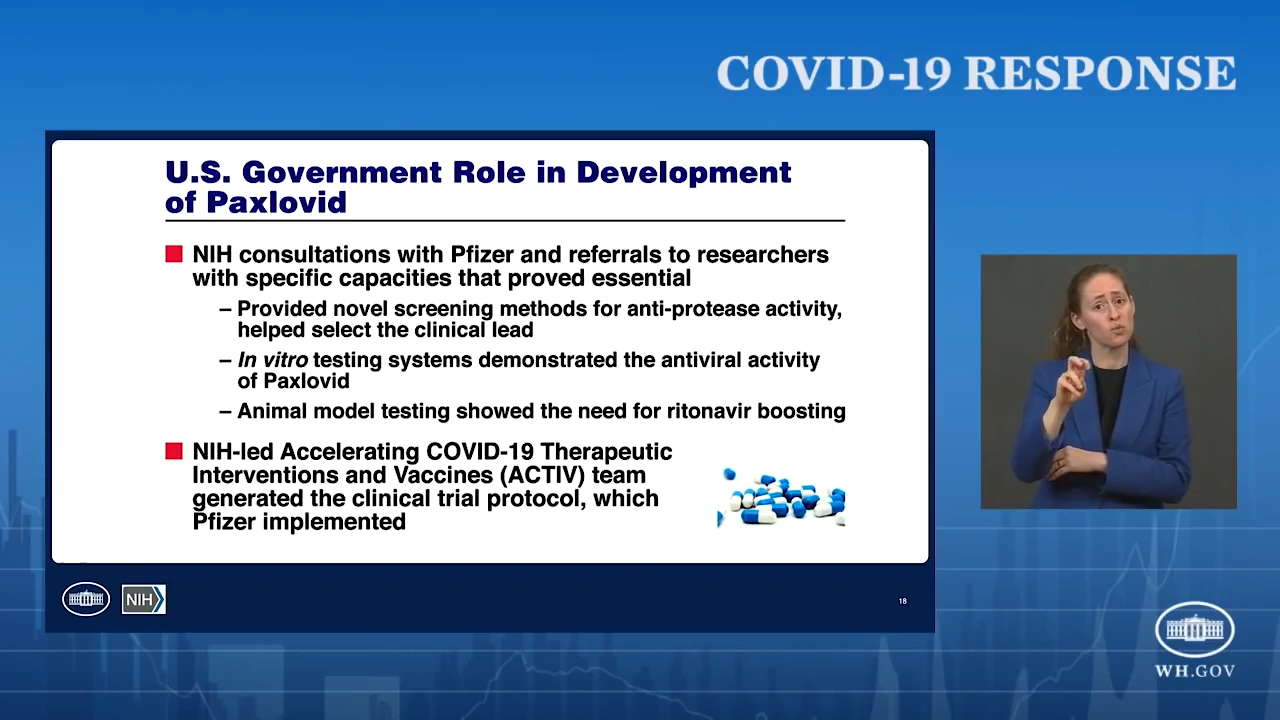 COVID-19 RESPONSE
U.S. Government Role in Development
of Paxlovid
■ NIH consultations with Pfizer and referrals to researchers
with specific capacities that proved essential
– Provided novel screening methods for anti-protease activity,
helped select the clinical lead
– In vitro testing systems demonstrated the antiviral activity
of Paxlovid
– Animal model testing showed the need for ritonavir boosting
■ NIH-led Accelerating COVID-19 Therapeutic
Interventions and Vaccines (ACTIV) team
generated the clinical trial protocol, which
Pfizer implemented
NIH
18
WH.GOV